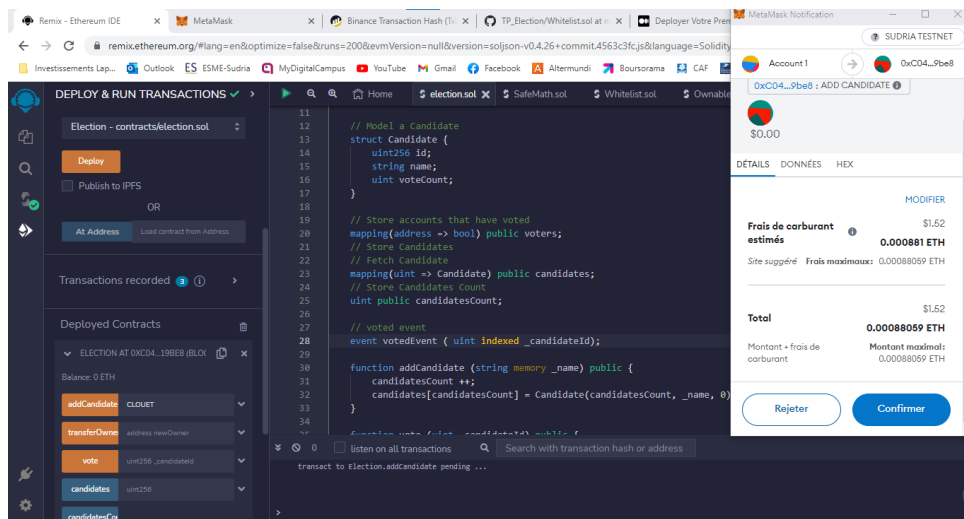 Remix - Ethereum IDE
MetaMask
Binance Transaction Hash (Tx
TP_Election/Whitelist.sol at m
Deployer Votre Pren
remix.ethereum.org/#lang=en&optimize=false&runs=200&evmVersion=null&version=soljson-v0.4.26+commit.4563c3fc.js&language=Solidity
Investissements Lap...
Outlook
ES ESME-Sudria
MyDigitalCampus
YouTube
Gmail
Facebook
Altermundi
Boursorama
CAF
DEPLOY & RUN TRANSACTIONS
Election - contracts/election.sol
Deploy
Publish to IPFS
OR
At Address
Load contract from Address
Transactions recorded 3
Deployed Contracts
ELECTION AT 0XC04...19BE8 (BLOC
Balance: 0 ETH
addCandidate CLOUET
transferOwne address newOwner
vote uint256 _candidateId
candidates uint256
candidatesCo
Home
election.sol
SafeMath.sol
Whitelist.sol
Ownable
11
12 // Model a Candidate
13 struct Candidate {
14 uint256 id;
15 string name;
16 uint voteCount;
17 }
18
19 // Store accounts that have voted
20 mapping(address => bool) public voters;
21 // Store Candidates
22 // Fetch Candidate
23 mapping(uint => Candidate) public candidates;
24 // Store Candidates Count
25 uint public candidatesCount;
26
27 // voted event
28 event votedEvent ( uint indexed _candidateId);
29
30 function addCandidate (string memory _name) public {
31 candidatesCount ++;
32 candidates[candidatesCount] = Candidate(candidatesCount, _name, 0)
33 }
34
35 function vote (uint _candidateId) public {
0
listen on all transactions
Search with transaction hash or address
transact to Election.addCandidate pending ...
>
MetaMask Notification
SUDRIA TESTNET
Account 1
0xC04...9be8
0xC04...9be8 : ADD CANDIDATE
$0.00
DÉTAILS
DONNÉES
HEX
MODIFIER
Frais de carburant estimés
$1.52
0.000881 ETH
Site suggéré
Frais maximaux: 0.00088059 ETH
$1.52
Total
0.00088059 ETH
Montant + frais de carburant
Montant maximal: 0.00088059 ETH
Rejeter
Confirmer